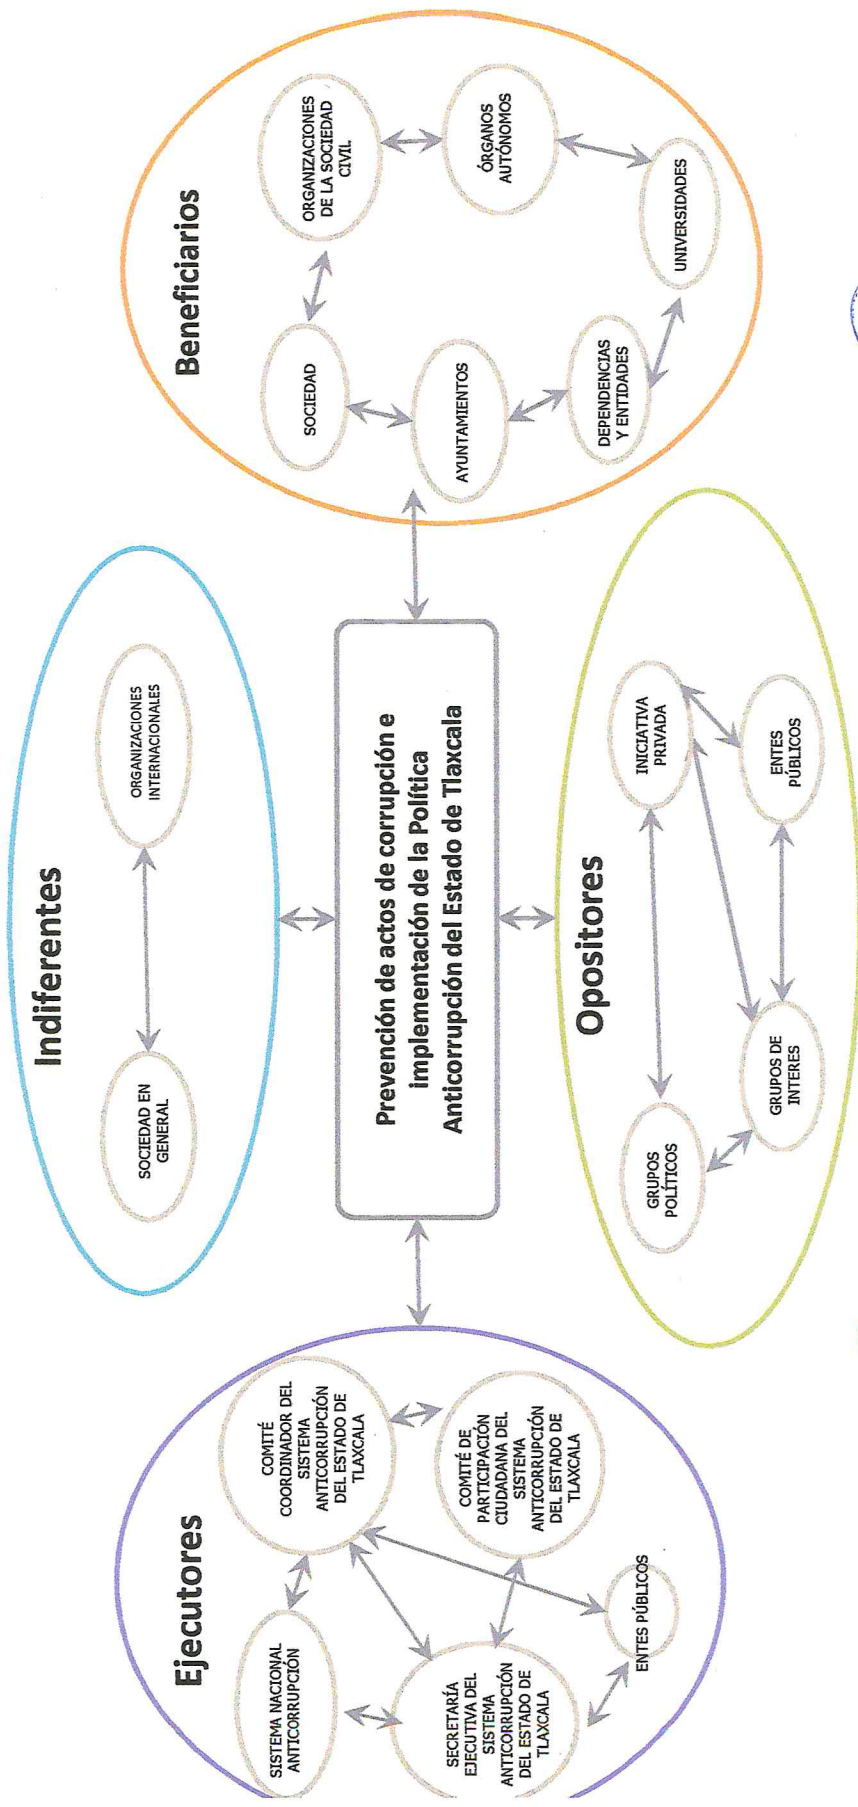 Ejecutores
SISTEMA NACIONAL
ANTICORRUPCIÓN
COMITÉ
COORDINADOR DEL
SISTEMA
ANTICORRUPCIÓN
DEL ESTADO DE
TLAXCALA
SECRETARÍA
EJECUTIVA DEL
SISTEMA
ANTICORRUPCIÓN
DEL ESTADO DE
TLAXCALA
COMITÉ DE
PARTICIPACIÓN
CIUDADANA DEL
SISTEMA
ANTICORRUPCIÓN
DEL ESTADO DE
TLAXCALA
ENTES PÚBLICOS
Indiferentes
SOCIEDAD EN
GENERAL
ORGANIZACIONES
INTERNACIONALES
Prevención de actos de corrupción e
implementación de la Política
Anticorrupción del Estado de Tlaxcala
Opositores
GRUPOS
POLÍTICOS
INICIATIVA
PRIVADA
GRUPOS DE
INTERES
ENTES
PÚBLICOS
Beneficiarios
SOCIEDAD
ORGANIZACIONES
DE LA SOCIEDAD
CIVIL
AYUNTAMIENTOS
ÓRGANOS
AUTÓNOMOS
DEPENDENCIAS
Y ENTIDADES
UNIVERSIDADES